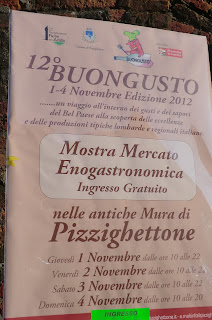 BUONGUSTO
12° BUONGUSTO
1-4 Novembre Edizione 2012
.......un viaggio all'interno dei gusti e dei sapori
del Bel Paese alla scoperta delle eccellenze
e delle produzioni tipiche lombarde e regionali italiane
Mostra Mercato
Enogastronomica
Ingresso Gratuito
nelle antiche Mura di
Pizzighettone
Giovedì 1 Novembre dalle ore 10 alle 22
Venerdì 2 Novembre dalle ore 10 alle 22
Sabato 3 Novembre dalle ore 10 alle 22
Domenica 4 Novembre dalle ore 10 alle 20
INGRESSO